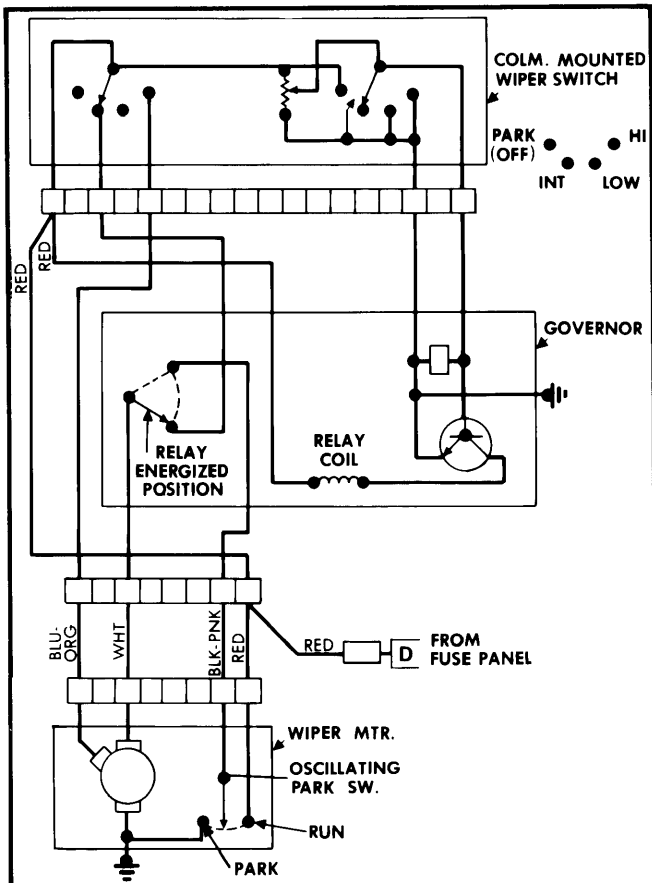 COLM. MOUNTED
WIPER SWITCH
PARK
(OFF)
HI
INT
LOW
RED
RED
GOVERNOR
RELAY
ENERGIZED
POSITION
RELAY
COIL
BLU-
ORG
WHT
BLK-PNK
RED
RED
D
FROM
FUSE PANEL
WIPER MTR.
OSCILLATING
PARK SW.
RUN
PARK